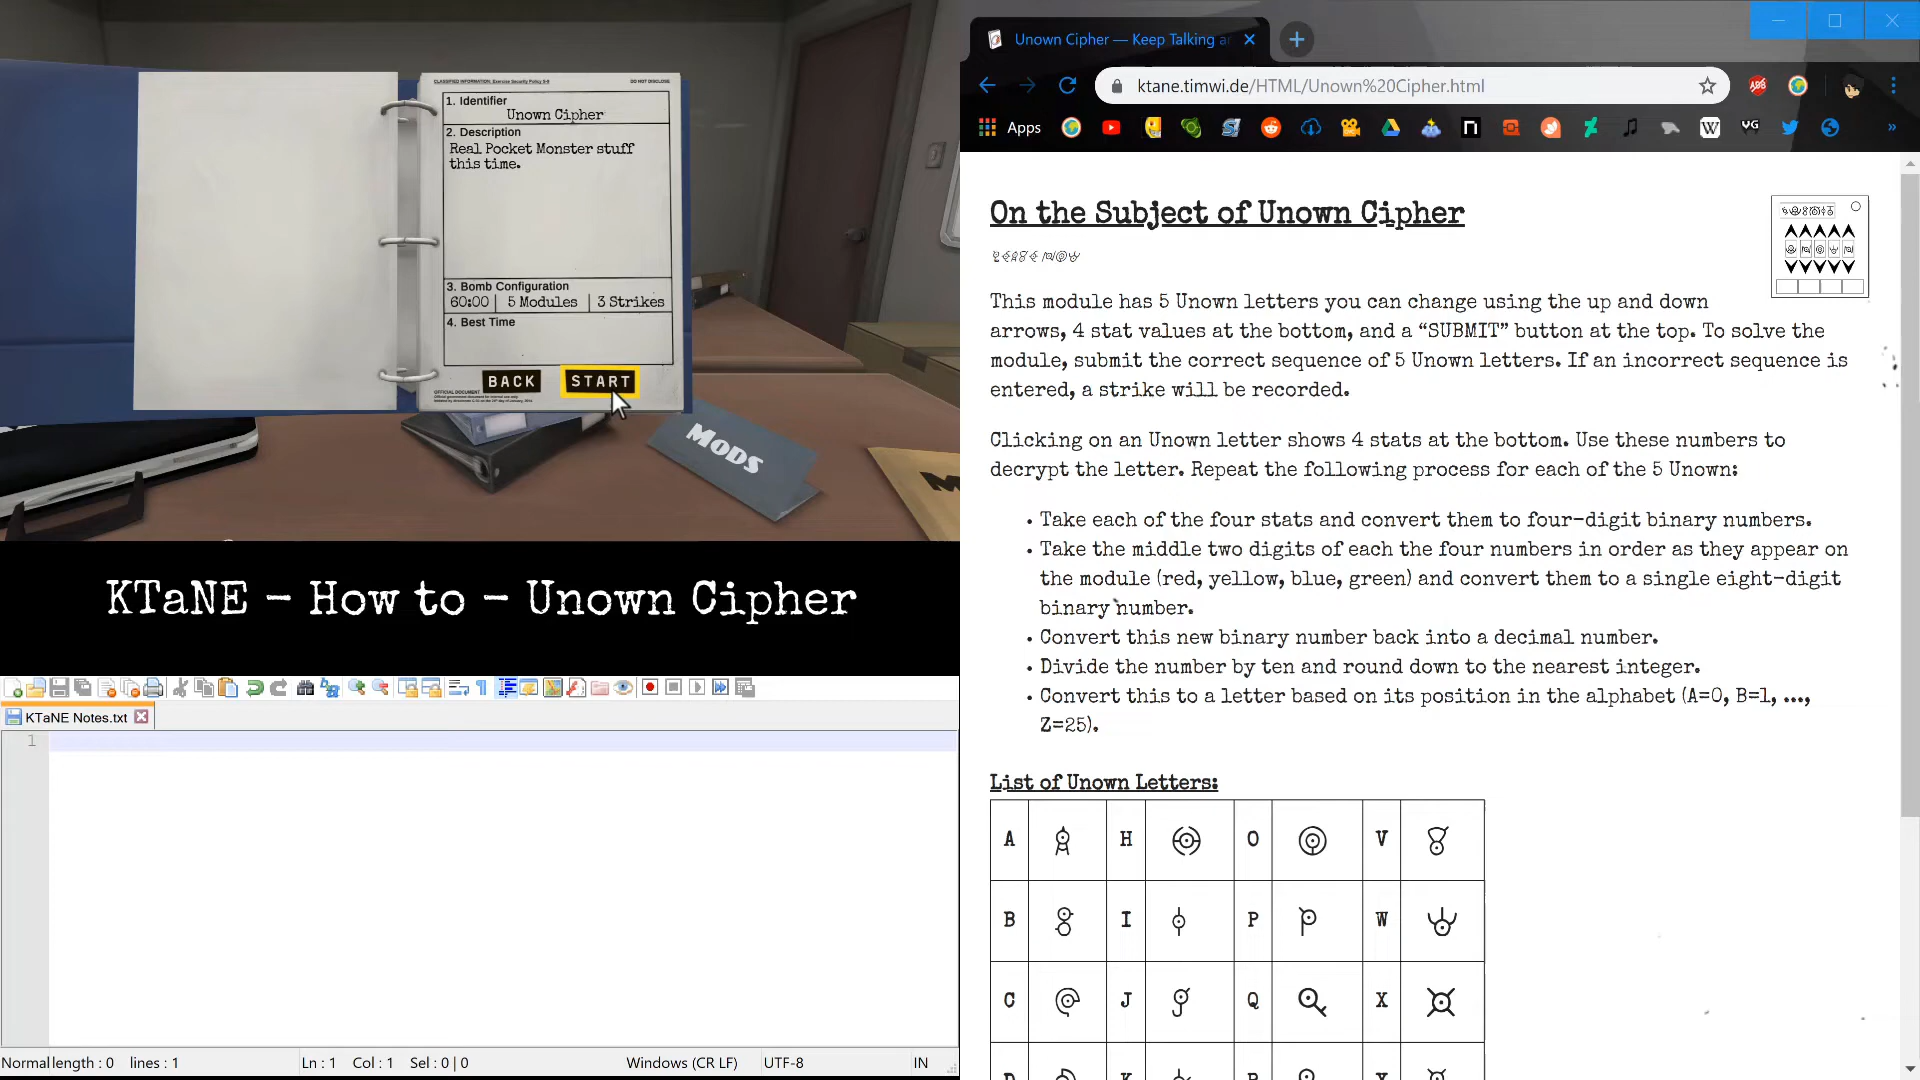 CLASSIFIED INFORMATION: Exercise Security Policy 5-8
DO NOT DISCLOSE
1. Identifier
Unown Cipher
2. Description
Real Pocket Monster stuff
this time.
3. Bomb Configuration
60:00 | 5 Modules | 3 Strikes
4. Best Time
BACK
START
OFFICIAL DOCUMENT
MODS
KTaNE - How to - Unown Cipher
KTaNE Notes.txt
1
Normal length : 0 lines : 1 Ln : 1 Col : 1 Sel : 0 | 0 Windows (CR LF) UTF-8 IN
Unown Cipher — Keep Talking a
ktane.timwi.de/HTML/Unown%20Cipher.html
Apps
On the Subject of Unown Cipher
This module has 5 Unown letters you can change using the up and down
arrows, 4 stat values at the bottom, and a “SUBMIT” button at the top. To solve the
module, submit the correct sequence of 5 Unown letters. If an incorrect sequence is
entered, a strike will be recorded.
Clicking on an Unown letter shows 4 stats at the bottom. Use these numbers to
decrypt the letter. Repeat the following process for each of the 5 Unown:
• Take each of the four stats and convert them to four-digit binary numbers.
• Take the middle two digits of each the four numbers in order as they appear on
the module (red, yellow, blue, green) and convert them to a single eight-digit
binary number.
• Convert this new binary number back into a decimal number.
• Divide the number by ten and round down to the nearest integer.
• Convert this to a letter based on its position in the alphabet (A=0, B=1, ...,
Z=25).
List of Unown Letters:
A H O V
B I P W
C J Q X